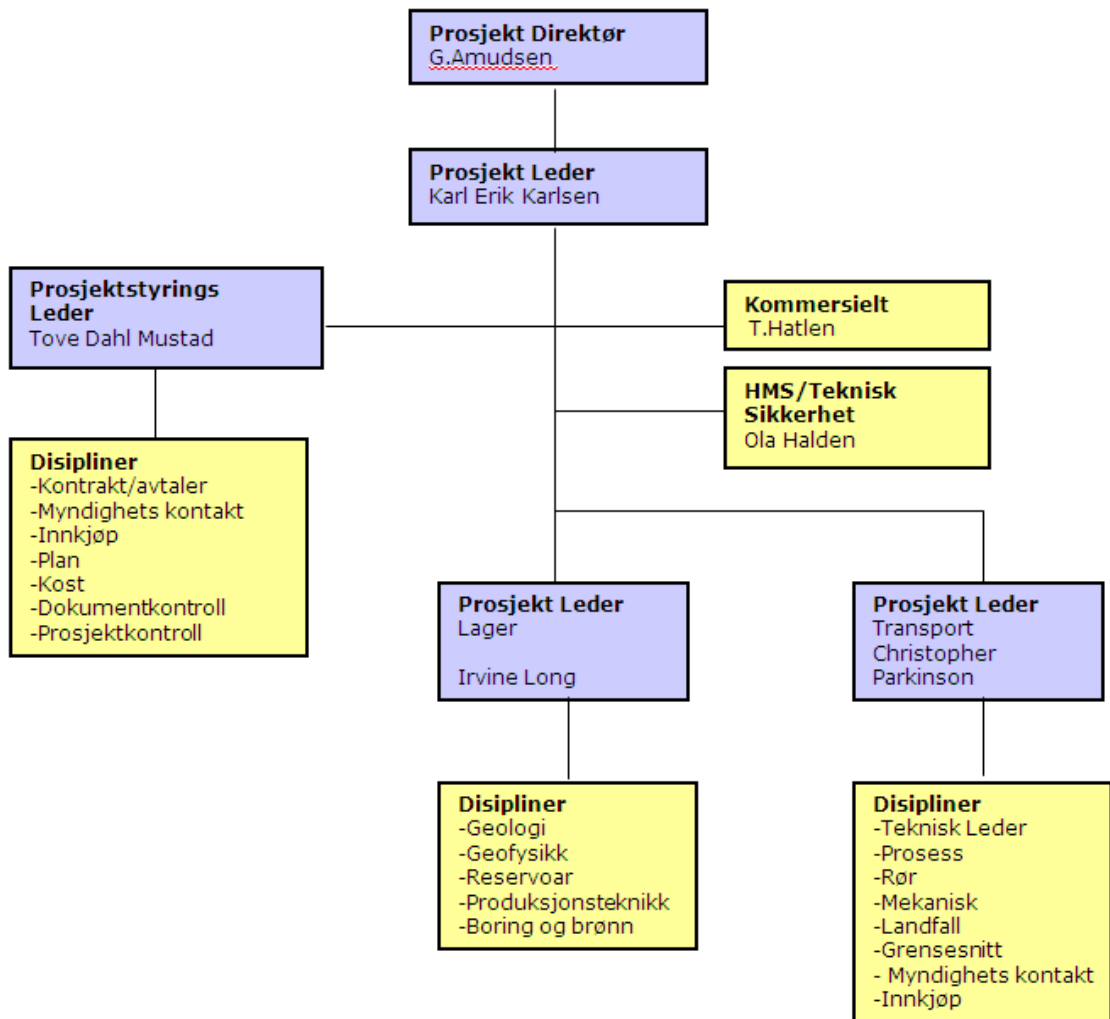 Prosjekt Direktør
G.Amudsen
Prosjekt Leder
Karl Erik Karlsen
Prosjektstyrings
Leder
Tove Dahl Mustad
Kommersielt
T.Hatlen
HMS/Teknisk
Sikkerhet
Ola Halden
Disipliner
-Kontrakt/avtaler
-Myndighets kontakt
-Innkjøp
-Plan
-Kost
-Dokumentkontroll
-Prosjektkontroll
Prosjekt Leder
Lager
Irvine Long
Prosjekt Leder
Transport
Christopher
Parkinson
Disipliner
-Geologi
-Geofysikk
-Reservoar
-Produksjonsteknikk
-Boring og brønn
Disipliner
-Teknisk Leder
-Prosess
-Rør
-Mekanisk
-Landfall
-Grensesnitt
- Myndighets kontakt
-Innkjøp